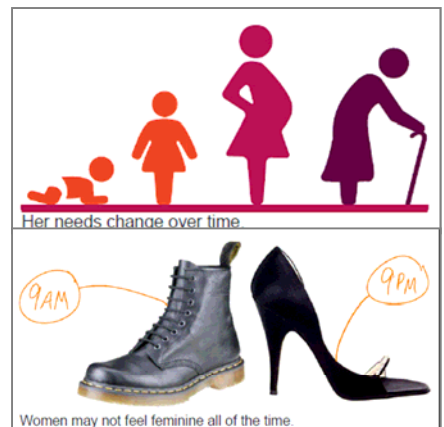 Her needs change over time.
9AM
9PM
Women may not feel feminine all of the time.